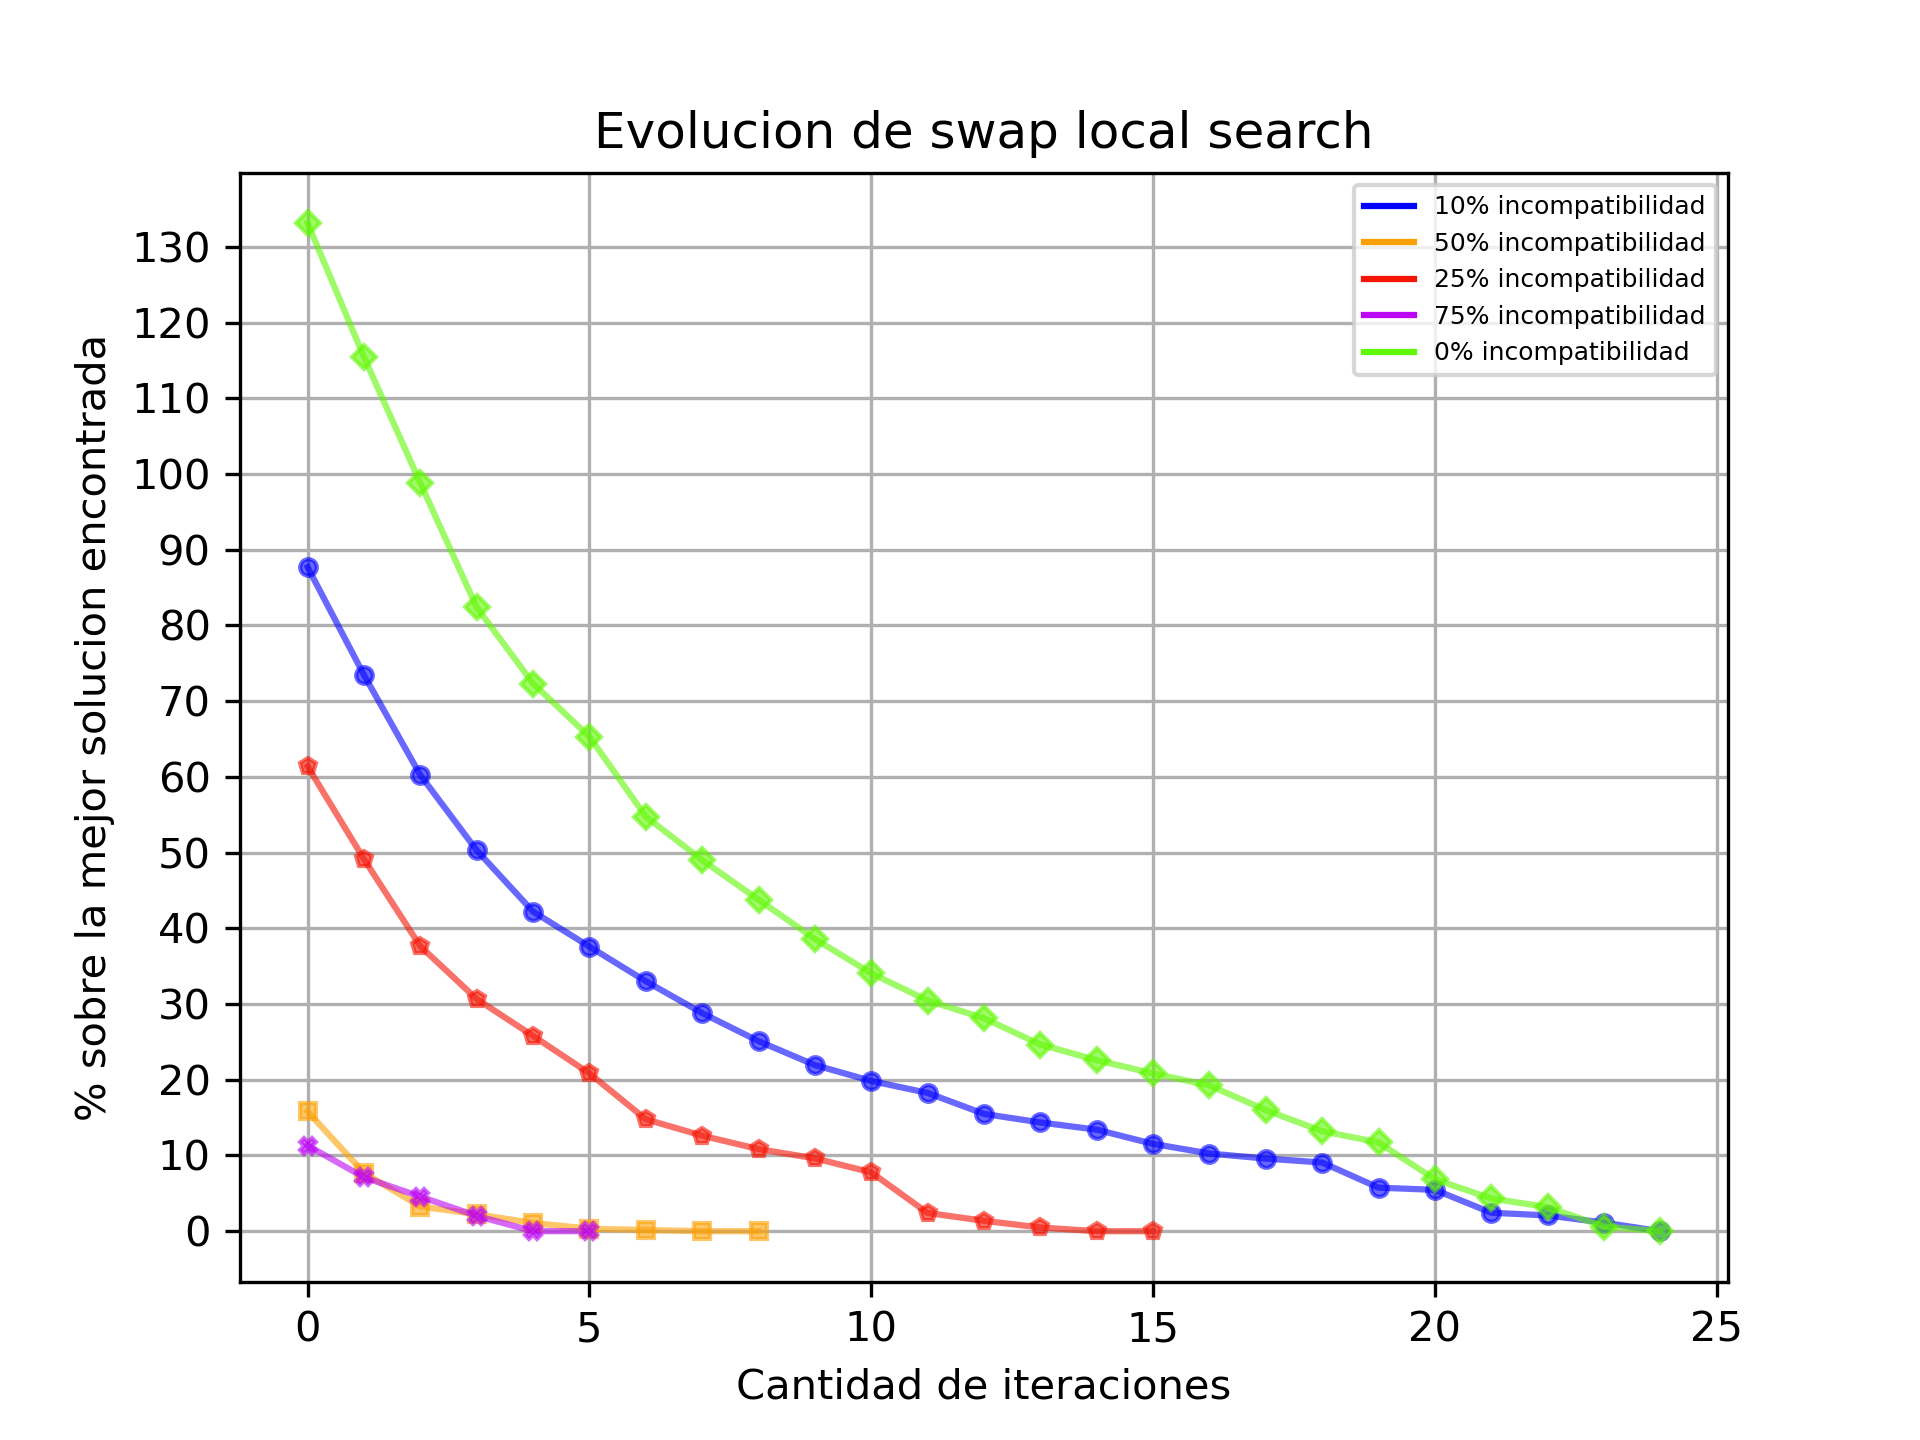 Evolucion de swap local search
10% incompatibilidad
50% incompatibilidad
25% incompatibilidad
75% incompatibilidad
0% incompatibilidad
% sobre la mejor solucion encontrada
130
120
110
100
90
80
70
60
50
40
30
20
10
0
0 5 10 15 20 25
Cantidad de iteraciones